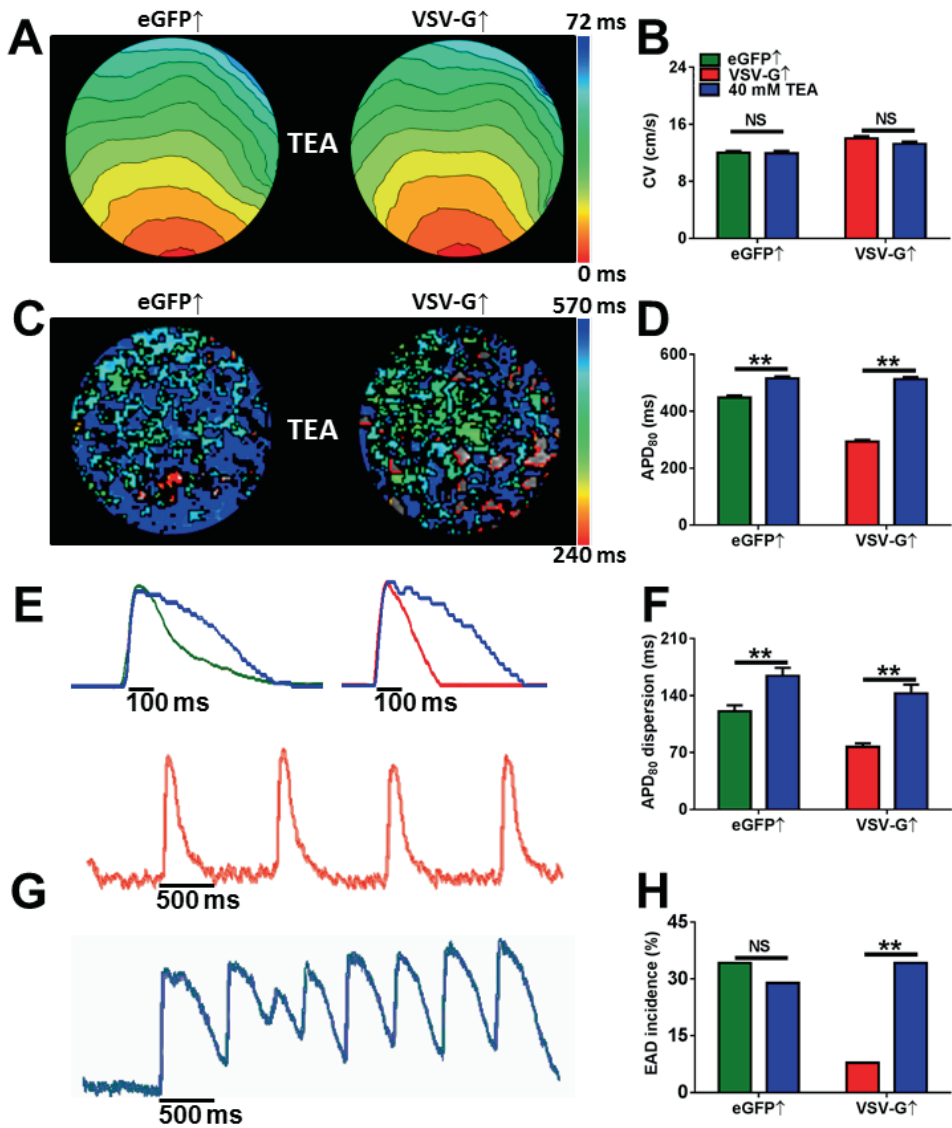 A
eGFP↑
VSV-G↑
72 ms
TEA
0 ms
B
eGFP↑
VSV-G↑
40 mM TEA
24
16
8
0
CV (cm/s)
NS
NS
eGFP↑
VSV-G↑
C
eGFP↑
VSV-G↑
570 ms
TEA
240 ms
D
600
400
200
0
APD80 (ms)
**
**
eGFP↑
VSV-G↑
E
100 ms
100 ms
F
210
140
70
0
APD80 dispersion (ms)
**
**
eGFP↑
VSV-G↑
500 ms
G
500 ms
H
45
30
15
0
EAD incidence (%)
NS
**
eGFP↑
VSV-G↑